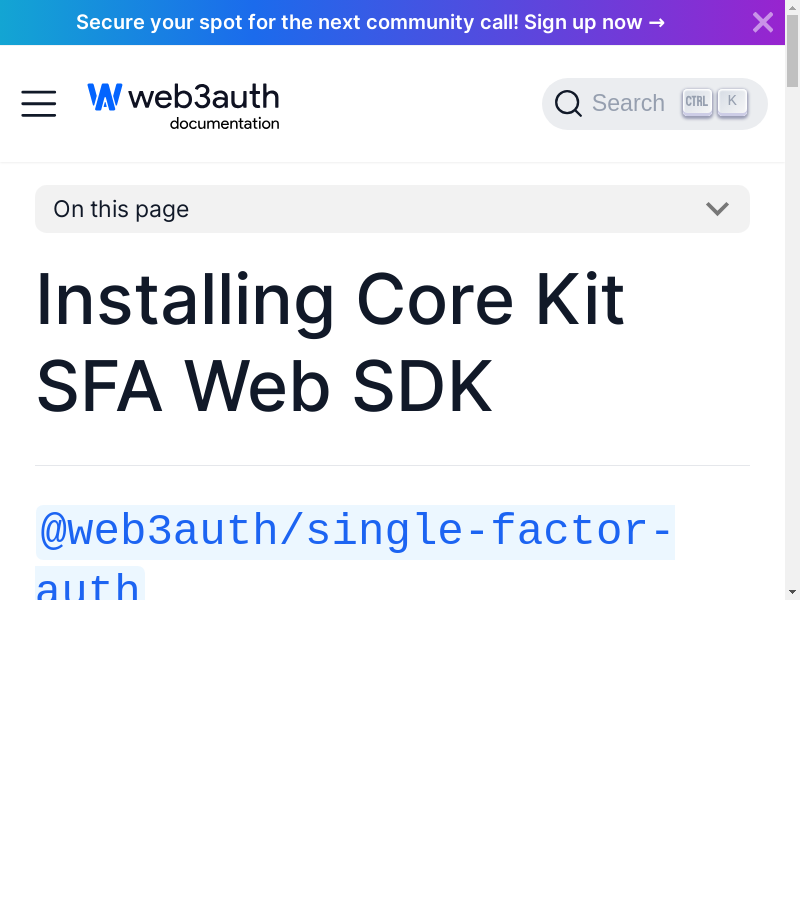 Secure your spot for the next community call! Sign up now →
web3auth
documentation
Search CTRL K
On this page
Installing Core Kit
SFA Web SDK
@web3auth/single-factor-
auth